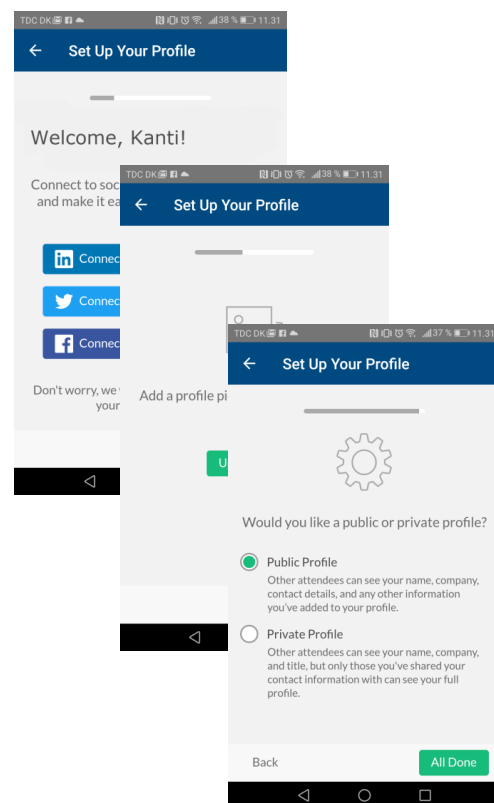 TDC DK 38 % 11.31
Set Up Your Profile
Welcome, Kanti!
Connect to soc
and make it ea
in Connec
Connec
f Connec
Don't worry, we
your
TDC DK 38 % 11.31
Set Up Your Profile
Add a profile pi
U
TDC DK 37 % 11.31
Set Up Your Profile
Would you like a public or private profile?
Public Profile
Other attendees can see your name, company,
contact details, and any other information
you've added to your profile.
Private Profile
Other attendees can see your name, company,
and title, but only those you've shared your
contact information with can see your full
profile.
Back All Done